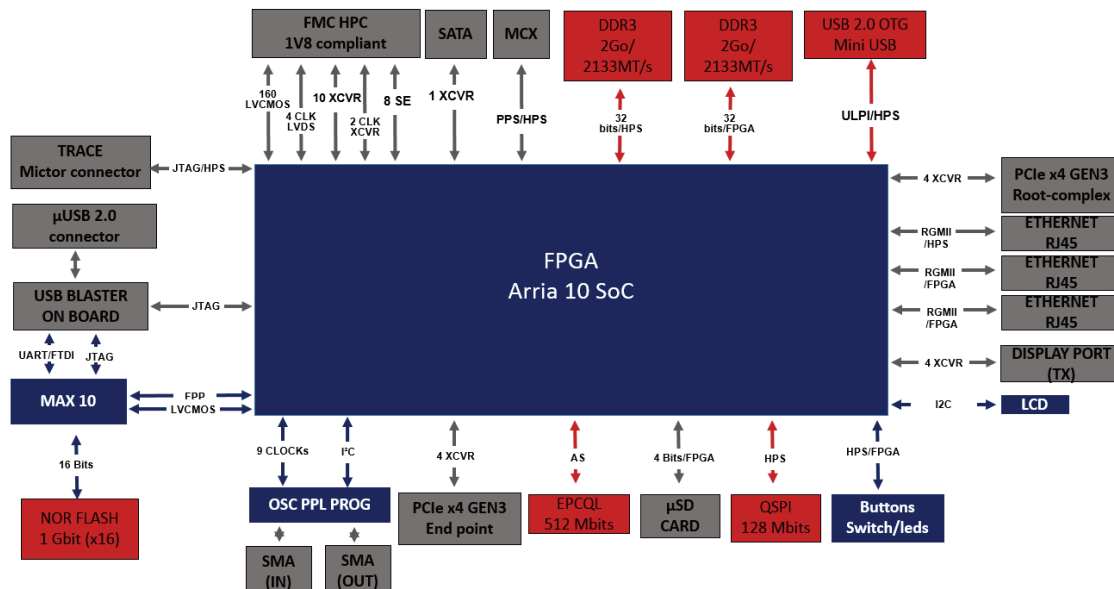 FMC HPC
1V8 compliant
SATA
MCX
DDR3
2Go/
2133MT/s
DDR3
2Go/
2133MT/s
USB 2.0 OTG
Mini USB
160
LVCMOS
4 CLK
LVDS
10 XCVR
2 CLK
XCVR
8 SE
1 XCVR
PPS/HPS
32
bits/HPS
32
bits/FPGA
ULPI/HPS
TRACE
Mictor connector
JTAG/HPS
µUSB 2.0
connector
USB BLASTER
ON BOARD
JTAG
UART/FTDI
JTAG
MAX 10
FPP
LVCMOS
16 Bits
NOR FLASH
1 Gbit (x16)
FPGA
Arria 10 SoC
4 XCVR
PCIe x4 GEN3
Root-complex
RGMII
/HPS
ETHERNET
RJ45
RGMII
/FPGA
ETHERNET
RJ45
RGMII
/FPGA
ETHERNET
RJ45
4 XCVR
DISPLAY PORT
(TX)
I2C
LCD
9 CLOCKs
I²C
4 XCVR
AS
4 Bits/FPGA
HPS
HPS/FPGA
OSC PPL PROG
PCIe x4 GEN3
End point
EPCQL
512 Mbits
µSD
CARD
QSPI
128 Mbits
Buttons
Switch/leds
SMA
(IN)
SMA
(OUT)